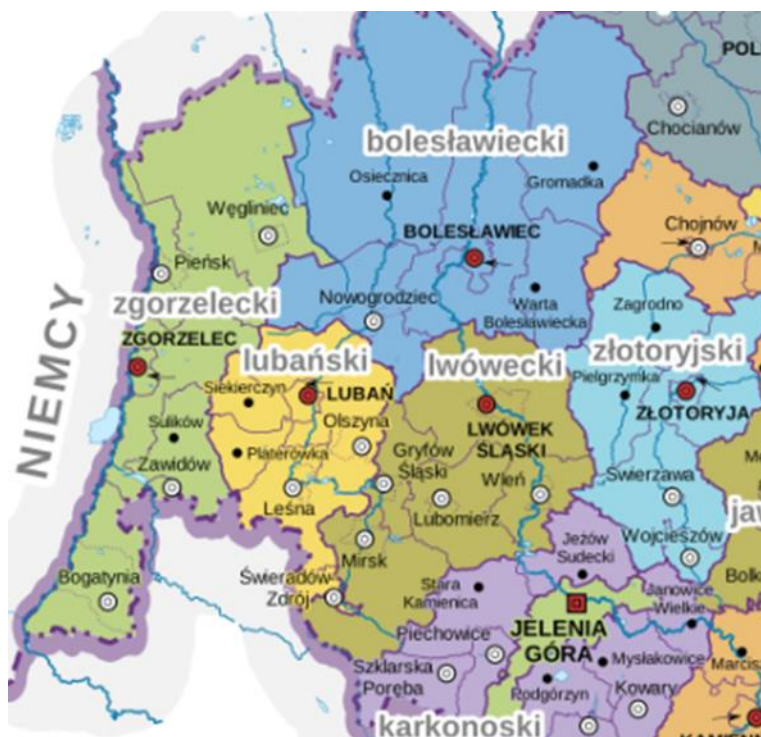 POL
Chocianów
bolesławiecki
Osiecznica
Gromadka
Węgliniec
Chojnów
BOLESŁAWIEC
Pieńsk
NIEMCY
zgorzelecki
Nowogrodziec
Warta
Bolesławiecka
Zagrodno
ZGORZELEC
lubański
lwówecki
złotoryjski
Siekierczyn
LUBAŃ
Pielgrzymka
ZŁOTORYJA
Sulików
Olszyna
LWÓWEK
ŚLĄSKI
Zawidów
Platerówka
Gryfów
Śląski
Wleń
Świerzawa
Leśna
Lubomierz
jaw
Mirsk
Jeżów
Sudecki
Wojcieszów
Bogatynia
Świeradów
Zdrój
Stara
Kamienica
Janowice
Wielkie
Bolk
Piechowice
JELENIA
GÓRA
Szklarska
Poręba
Mysłakowice
Marcis
Podgórzyn
Kowary
karkonoski